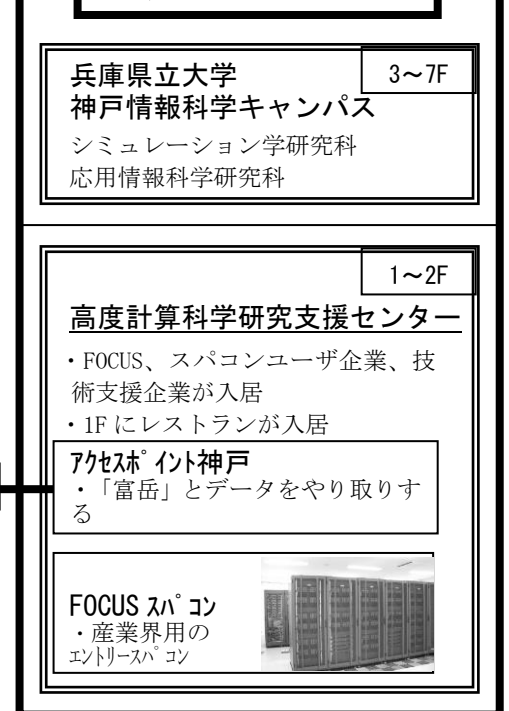 3～7F
兵庫県立大学
神戸情報科学キャンパス
シミュレーション学研究科
応用情報科学研究科
1～2F
高度計算科学研究支援センター
・FOCUS、スパコンユーザ企業、技
術支援企業が入居
・1Fにレストランが入居
ｱｸｾｽﾎﾟｲﾝﾄ神戸
・「富岳」とデータをやり取りす
る
FOCUS ｽﾊﾟｺﾝ
・産業界用の
ｴﾝﾄﾘｰｽﾊﾟｺﾝ